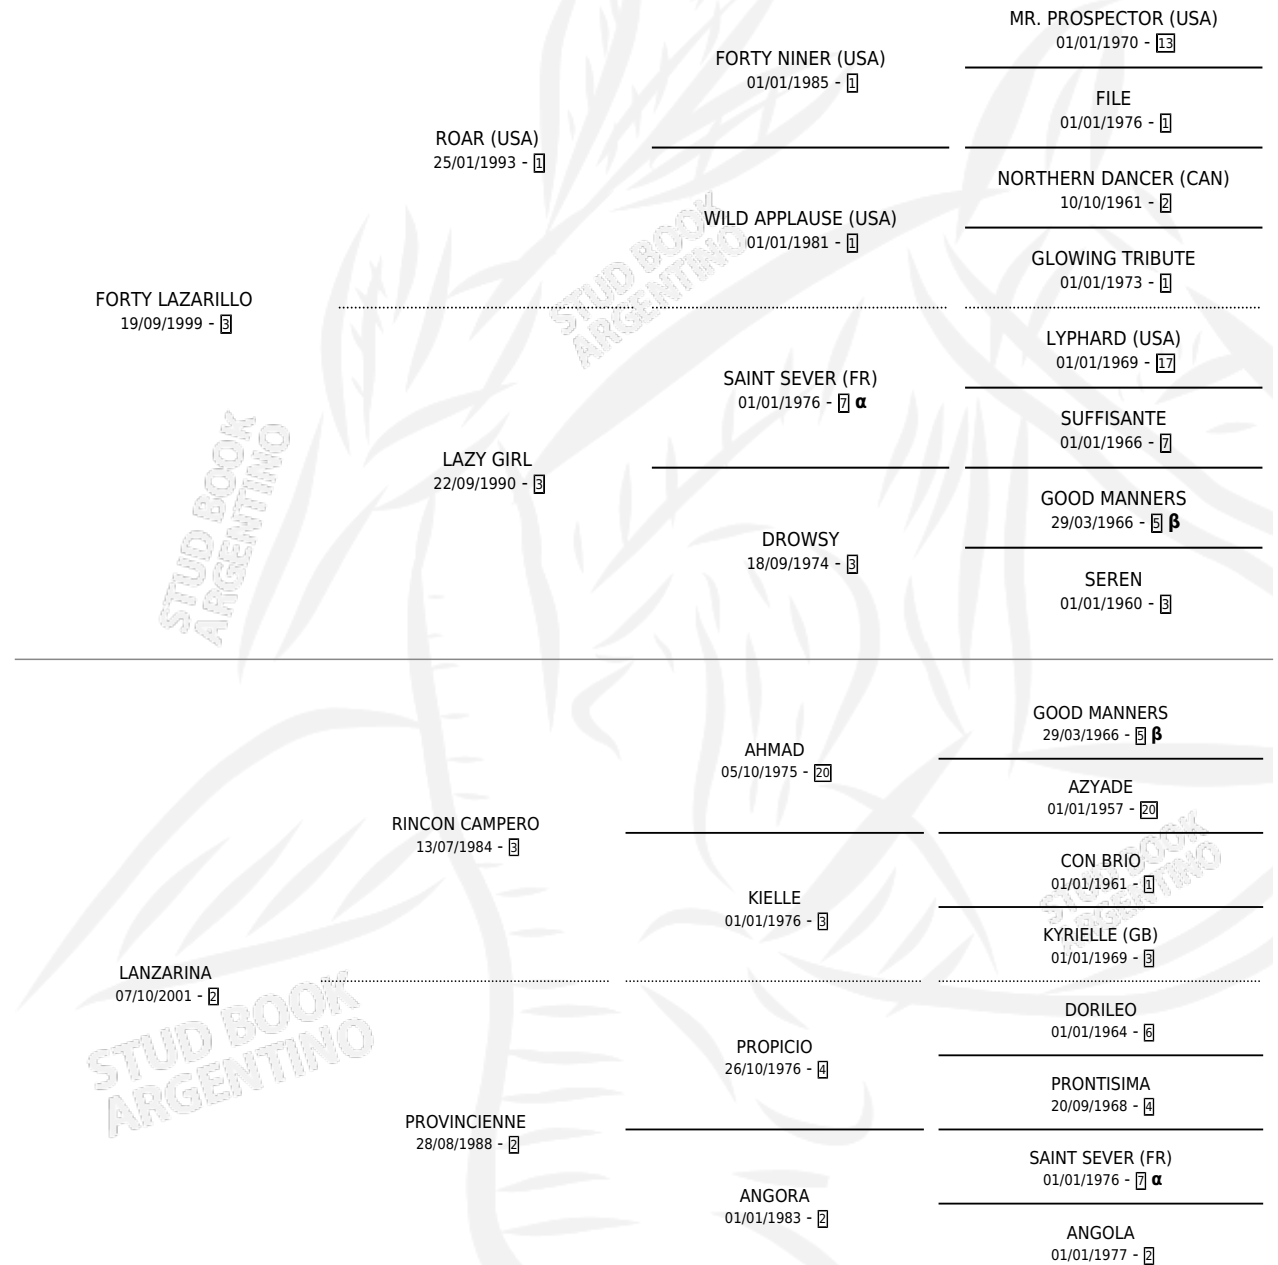 MR. PROSPECTOR (USA)
01/01/1970 - 13
FORTY NINER (USA)
01/01/1985 - 1
FILE
01/01/1976 - 1
ROAR (USA)
25/01/1993 - 1
NORTHERN DANCER (CAN)
10/10/1961 - 2
WILD APPLAUSE (USA)
01/01/1981 - 1
GLOWING TRIBUTE
01/01/1973 - 1
FORTY LAZARILLO
19/09/1999 - 3
LYPHARD (USA)
01/01/1969 - 17
SAINT SEVER (FR)
01/01/1976 - 7 α
SUFFISANTE
01/01/1966 - 7
LAZY GIRL
22/09/1990 - 3
GOOD MANNERS
29/03/1966 - 5 β
DROWSY
18/09/1974 - 3
SEREN
01/01/1960 - 3
GOOD MANNERS
29/03/1966 - 5 β
AHMAD
05/10/1975 - 20
AZYADE
01/01/1957 - 20
RINCON CAMPERO
13/07/1984 - 3
CON BRIO
01/01/1961 - 1
KIELLE
01/01/1976 - 3
KYRIELLE (GB)
01/01/1969 - 3
LANZARINA
07/10/2001 - 2
DORILEO
01/01/1964 - 6
PROPICIO
26/10/1976 - 4
PRONTISIMA
20/09/1968 - 4
PROVINCIENNE
28/08/1988 - 2
SAINT SEVER (FR)
01/01/1976 - 7 α
ANGORA
01/01/1983 - 2
ANGOLA
01/01/1977 - 2
STUD BOOK
ARGENTINO
STUD BOOK
ARGENTINO
STUD BOOK
ARGENTINO
STUD BOOK
ARGENTINO